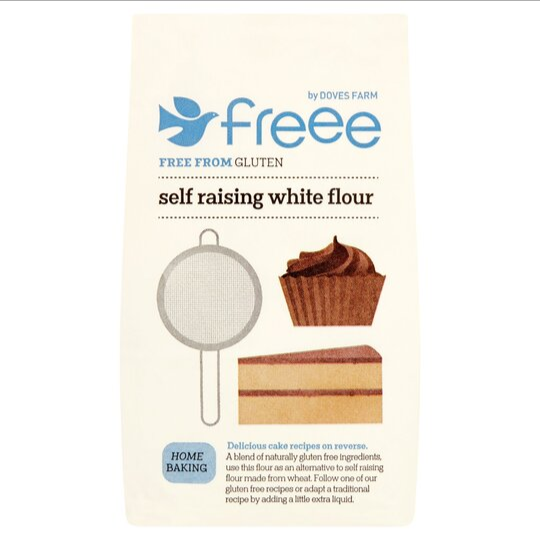 by DOVES FARM
freee
FREE FROM GLUTEN
self raising white flour
HOME
BAKING
Delicious cake recipes on reverse.
A blend of naturally gluten free ingredients,
use this flour as an alternative to self raising
flour made from wheat. Follow one of our
gluten free recipes or adapt a traditional
recipe by adding a little extra liquid.